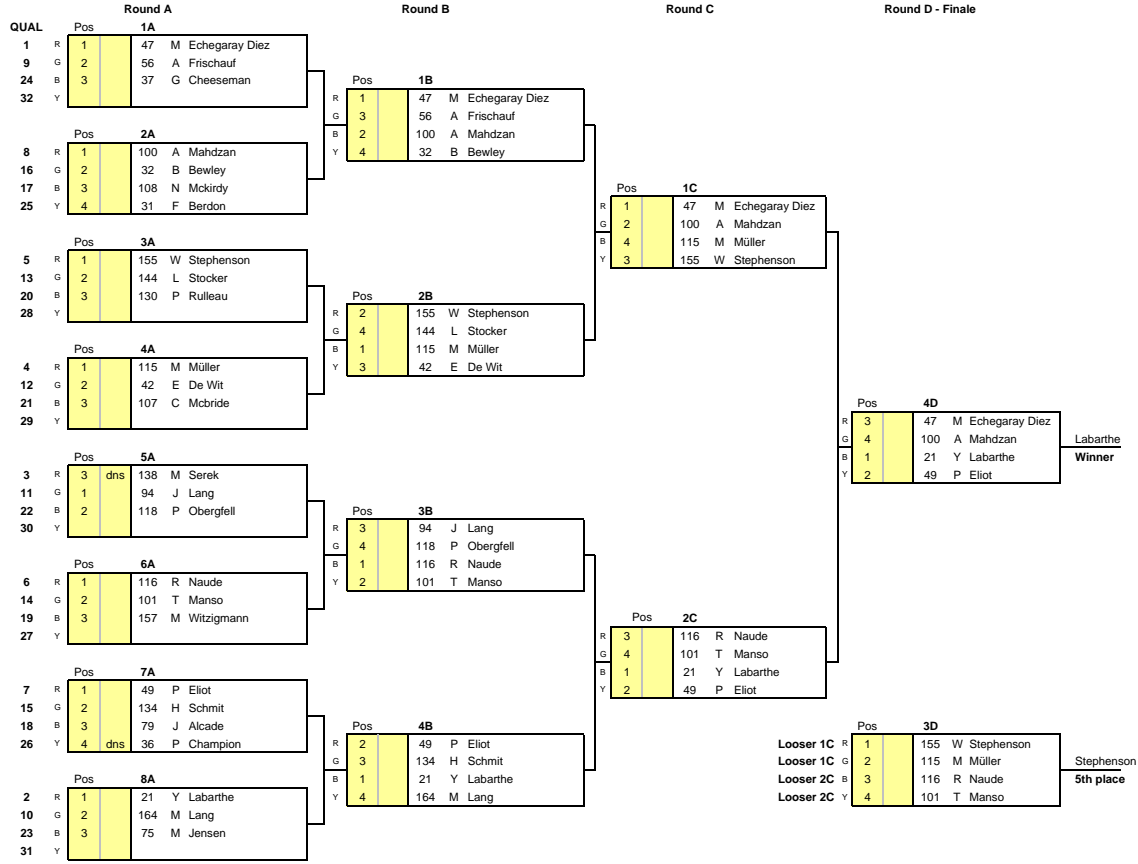 Round A Round B Round C Round D - Finale
QUAL Pos 1A
1 R 1 47 M Echegaray Diez
9 G 2 56 A Frischauf
24 B 3 37 G Cheeseman
32 Y
Pos 2A
8 R 1 100 A Mahdzan
16 G 2 32 B Bewley
17 B 3 108 N Mckirdy
25 Y 4 31 F Berdon
Pos 3A
5 R 1 155 W Stephenson
13 G 2 144 L Stocker
20 B 3 130 P Rulleau
28 Y
Pos 4A
4 R 1 115 M Müller
12 G 2 42 E De Wit
21 B 3 107 C Mcbride
29 Y
Pos 5A
3 R 3 dns 138 M Serek
11 G 1 94 J Lang
22 B 2 118 P Obergfell
30 Y
Pos 6A
6 R 1 116 R Naude
14 G 2 101 T Manso
19 B 3 157 M Witzigmann
27 Y
Pos 7A
7 R 1 49 P Eliot
15 G 2 134 H Schmit
18 B 3 79 J Alcade
26 Y 4 dns 36 P Champion
8A
2 R 1 21 Y Labarthe
10 G 2 164 M Lang
23 B 3 75 M Jensen
31 Y
Pos 1B
R 1 47 M Echegaray Diez
G 3 56 A Frischauf
B 2 100 A Mahdzan
Y 4 32 B Bewley
Pos 2B
R 2 155 W Stephenson
G 4 144 L Stocker
B 1 115 M Müller
Y 3 42 E De Wit
Pos 3B
R 3 94 J Lang
G 4 118 P Obergfell
B 1 116 R Naude
Y 2 101 T Manso
Pos 4B
R 2 49 P Eliot
G 3 134 H Schmit
B 1 21 Y Labarthe
Y 4 164 M Lang
Pos 1C
R 1 47 M Echegaray Diez
G 2 100 A Mahdzan
B 4 115 M Müller
Y 3 155 W Stephenson
Pos 2C
R 3 116 R Naude
G 4 101 T Manso
B 1 21 Y Labarthe
Y 2 49 P Eliot
Pos 4D
R 3 47 M Echegaray Diez
G 4 100 A Mahdzan Labarthe
B 1 21 Y Labarthe Winner
Y 2 49 P Eliot
Pos 3D
Looser 1C R 1 155 W Stephenson
Looser 1C G 2 115 M Müller Stephenson
Looser 2C B 3 116 R Naude 5th place
Looser 2C Y 4 101 T Manso